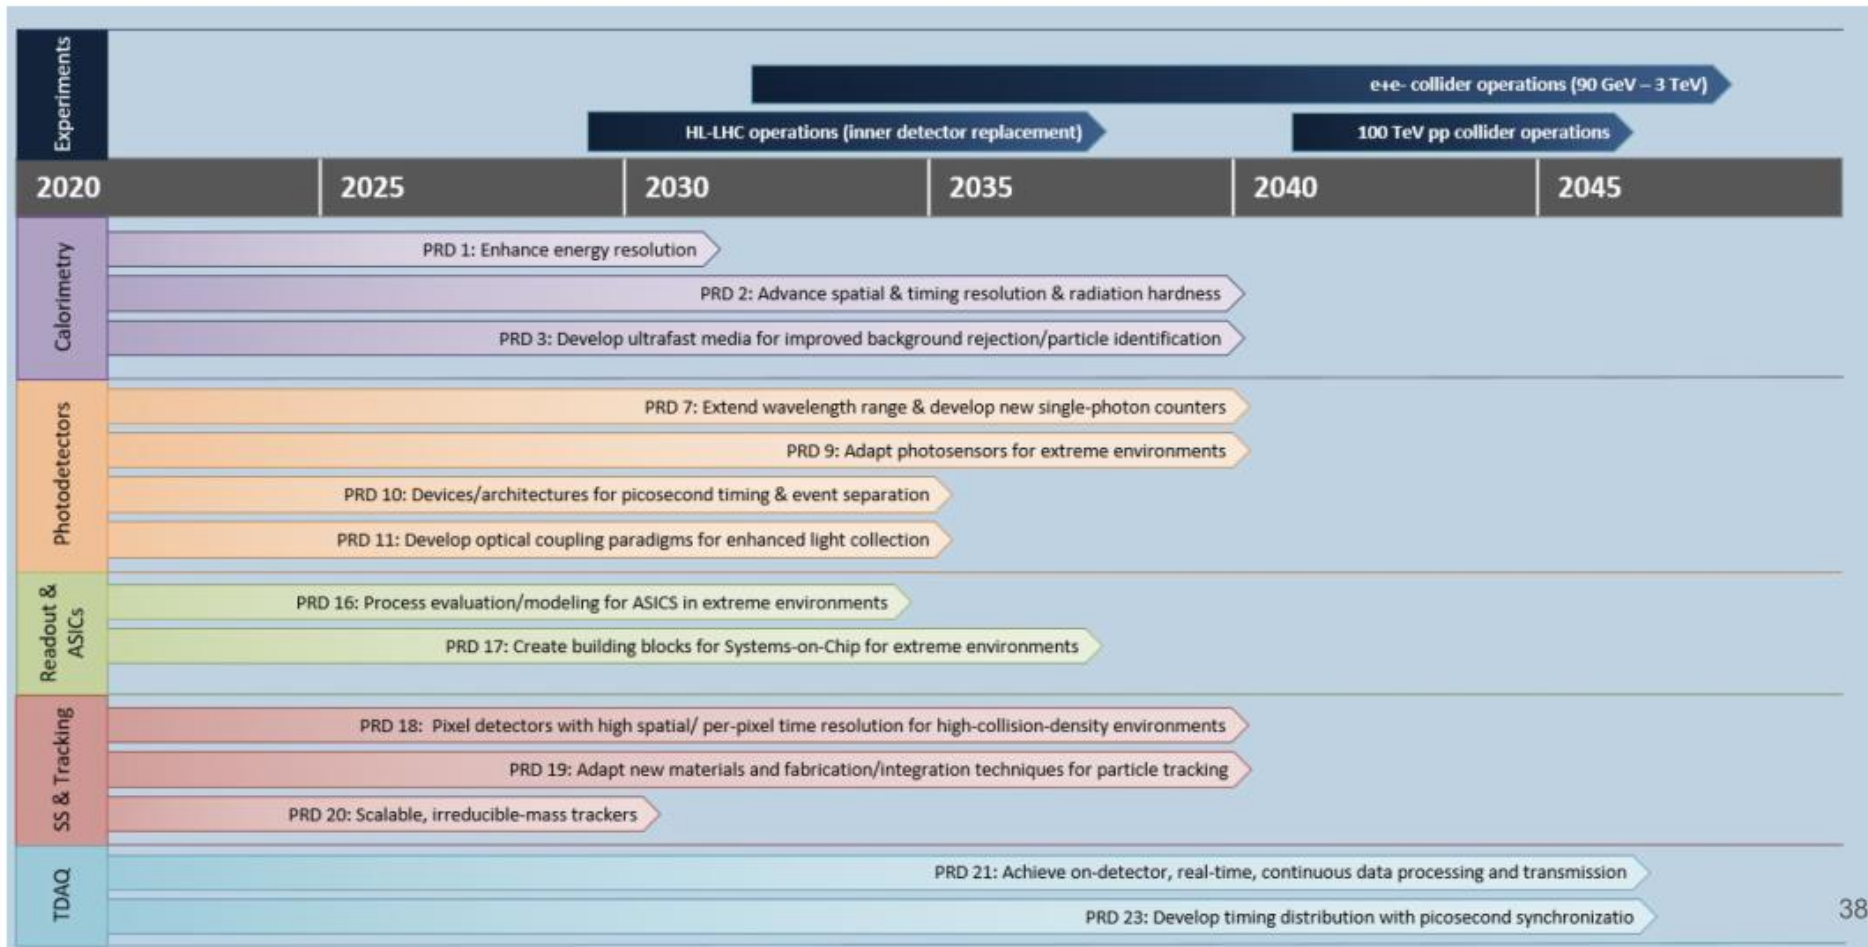 Experiments
e+e- collider operations (90 GeV – 3 TeV)
HL-LHC operations (inner detector replacement)
100 TeV pp collider operations
2020
2025
2030
2035
2040
2045
Calorimetry
PRD 1: Enhance energy resolution
PRD 2: Advance spatial & timing resolution & radiation hardness
PRD 3: Develop ultrafast media for improved background rejection/particle identification
Photodetectors
PRD 7: Extend wavelength range & develop new single-photon counters
PRD 9: Adapt photosensors for extreme environments
PRD 10: Devices/architectures for picosecond timing & event separation
PRD 11: Develop optical coupling paradigms for enhanced light collection
Readout &
ASICs
PRD 16: Process evaluation/modeling for ASICS in extreme environments
PRD 17: Create building blocks for Systems-on-Chip for extreme environments
SS & Tracking
PRD 18: Pixel detectors with high spatial/ per-pixel time resolution for high-collision-density environments
PRD 19: Adapt new materials and fabrication/integration techniques for particle tracking
PRD 20: Scalable, irreducible-mass trackers
TDAQ
PRD 21: Achieve on-detector, real-time, continuous data processing and transmission
PRD 23: Develop timing distribution with picosecond synchronizatio
38